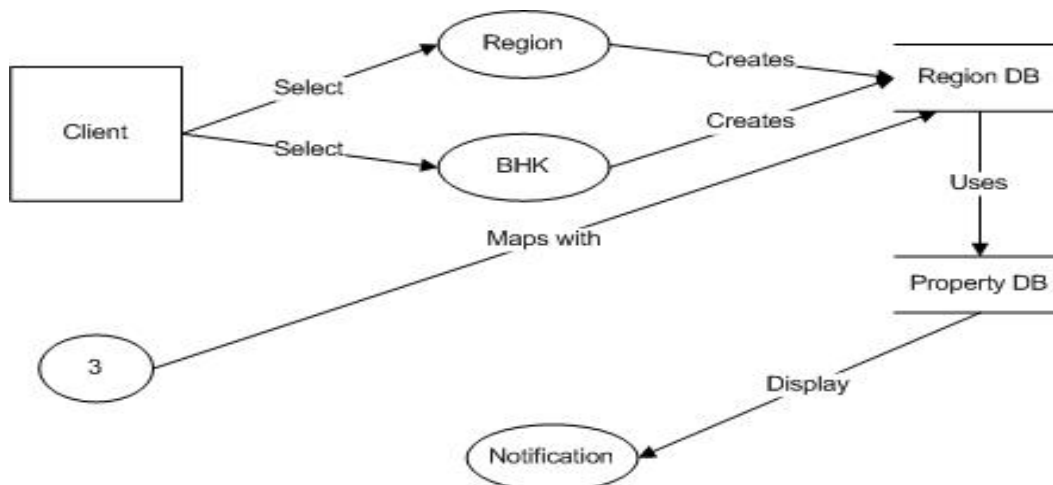 Region
Creates
Region DB
Select
Client
Creates
Select
BHK
Uses
Maps with
Property DB
3
Display
Notification